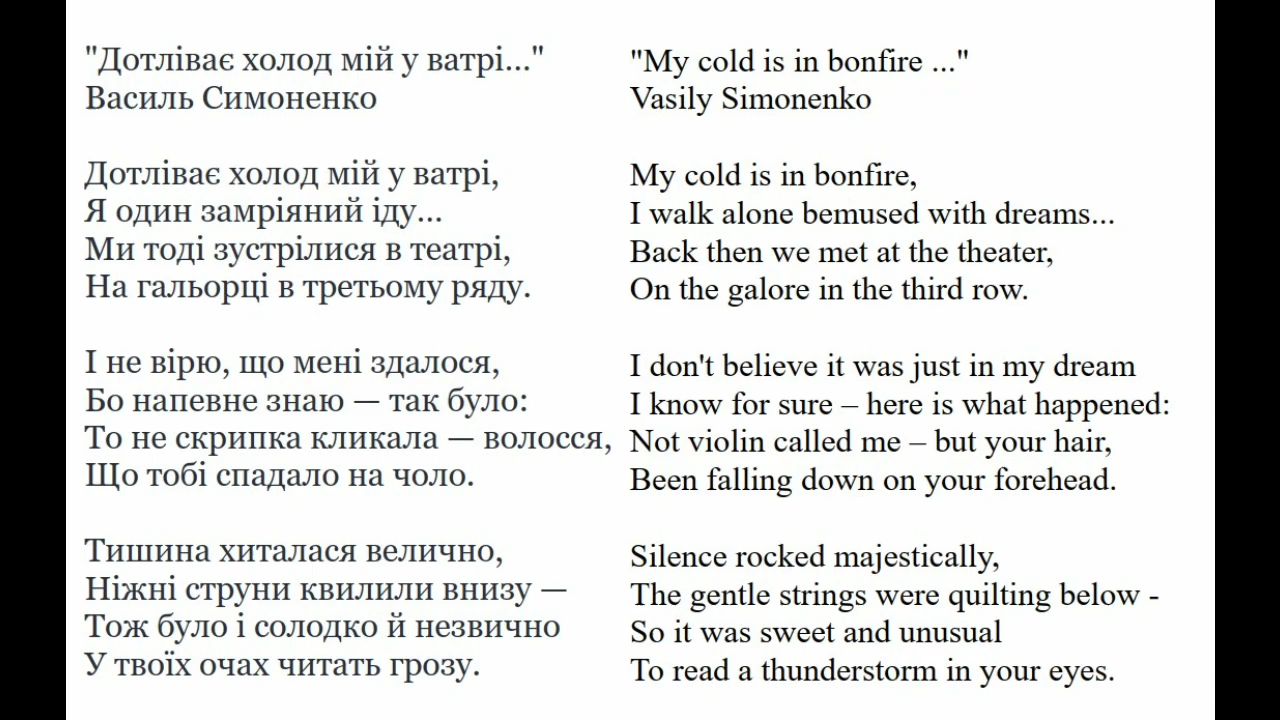 "Дотліває холод мій у ватрі..."
Василь Симоненко

Дотліває холод мій у ватрі,
Я один замріяний іду...
Ми тоді зустрілися в театрі,
На гальорці в третьому ряду.

І не вірю, що мені здалося,
Бо напевне знаю — так було:
То не скрипка кликала — волосся,
Що тобі спадало на чоло.

Тишина хиталася велично,
Ніжні струни квилили внизу —
Тож було і солодко й незвично
У твоїх очах читать грозу.

"My cold is in bonfire ..."
Vasily Simonenko

My cold is in bonfire,
I walk alone bemused with dreams...
Back then we met at the theater,
On the galore in the third row.

I don't believe it was just in my dream
I know for sure – here is what happened:
Not violin called me – but your hair,
Been falling down on your forehead.

Silence rocked majestically,
The gentle strings were quilting below -
So it was sweet and unusual
To read a thunderstorm in your eyes.